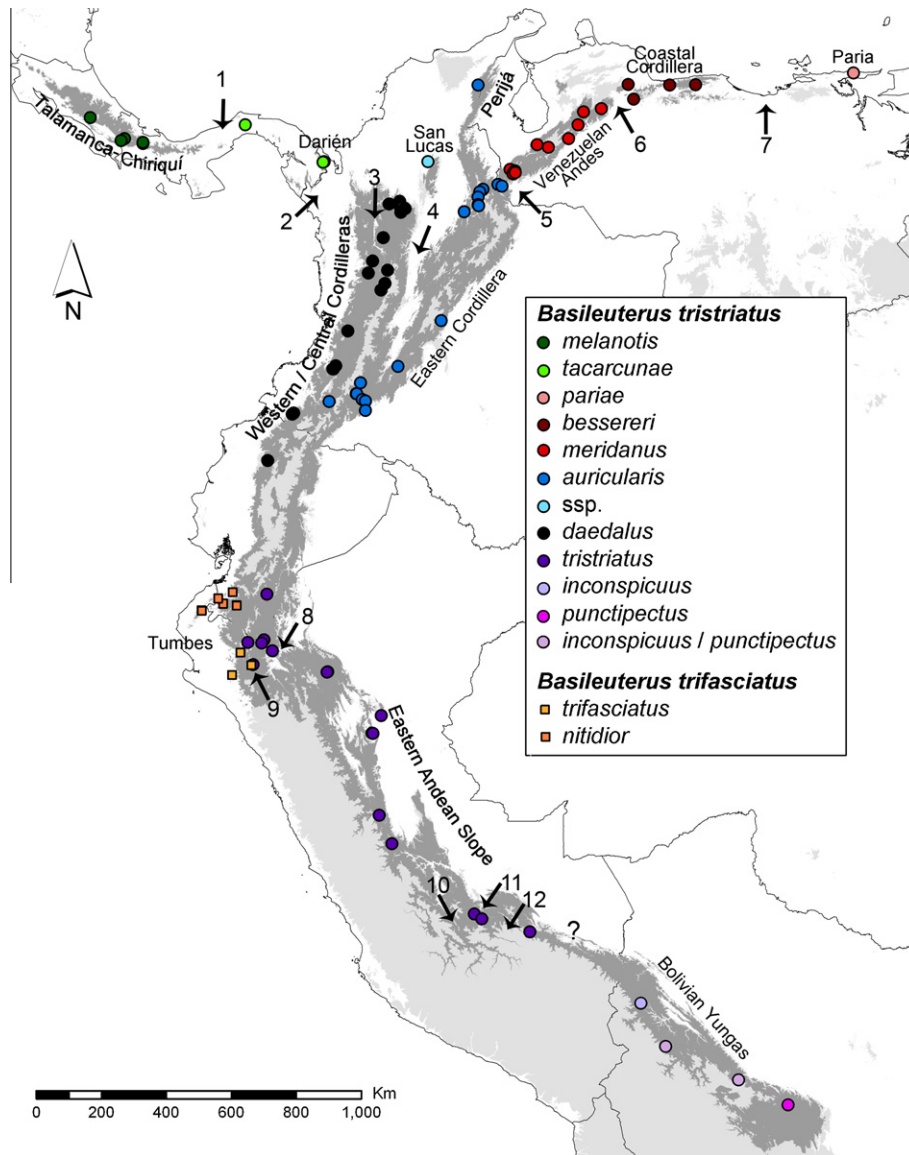 Coastal
Cordillera
Paria
1
Perijá
Talamanca-Chiriquí
Darién
San
Lucas
Venezuelan
Andes
6
7
2
3
4
5
N
Western / Central Cordilleras
Eastern Cordillera
Basileuterus tristriatus
melanotis
tacarcunae
pariae
bessereri
meridanus
auricularis
ssp.
daedalus
tristriatus
inconspicuus
punctipectus
inconspicuus / punctipectus
Basileuterus trifasciatus
trifasciatus
nitidior
Tumbes
8
9
Eastern Andean Slope
10
11
12
?
Bolivian Yungas
Km
0 200 400 600 800 1,000